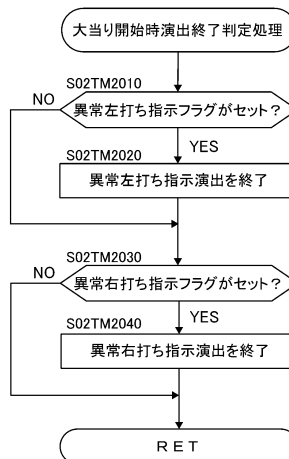 大当り開始時演出終了判定処理
S02TM2010
NO
異常左打ち指示フラグがセット？
YES
S02TM2020
異常左打ち指示演出を終了
S02TM2030
NO
異常右打ち指示フラグがセット？
YES
S02TM2040
異常右打ち指示演出を終了
ＲＥＴ